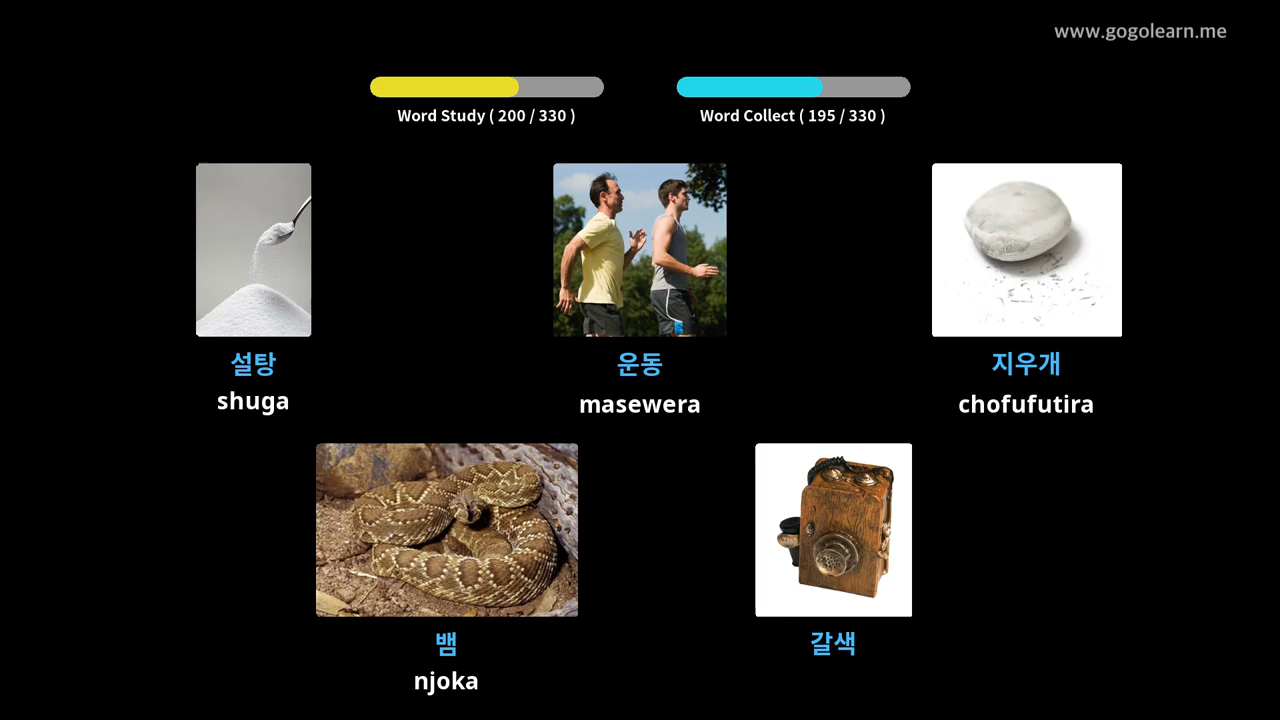 www.gogolearn.me
Word Study ( 200 / 330 )
Word Collect ( 195 / 330 )
설탕
shuga
운동
masewera
지우개
chofufutira
뱀
njoka
갈색